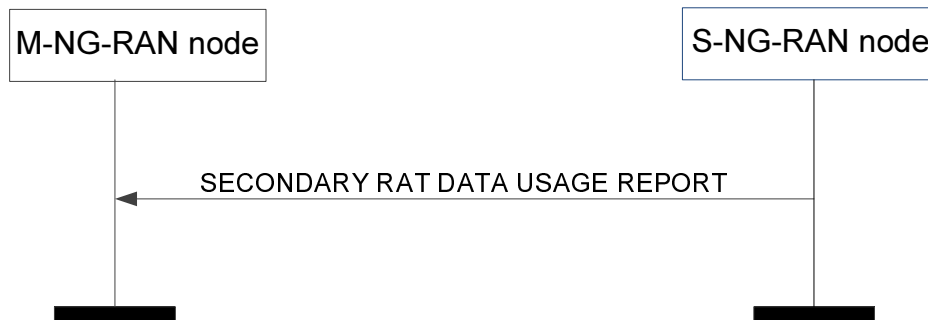 M-NG-RAN node
S-NG-RAN node
SECONDARY RAT DATA USAGE REPORT